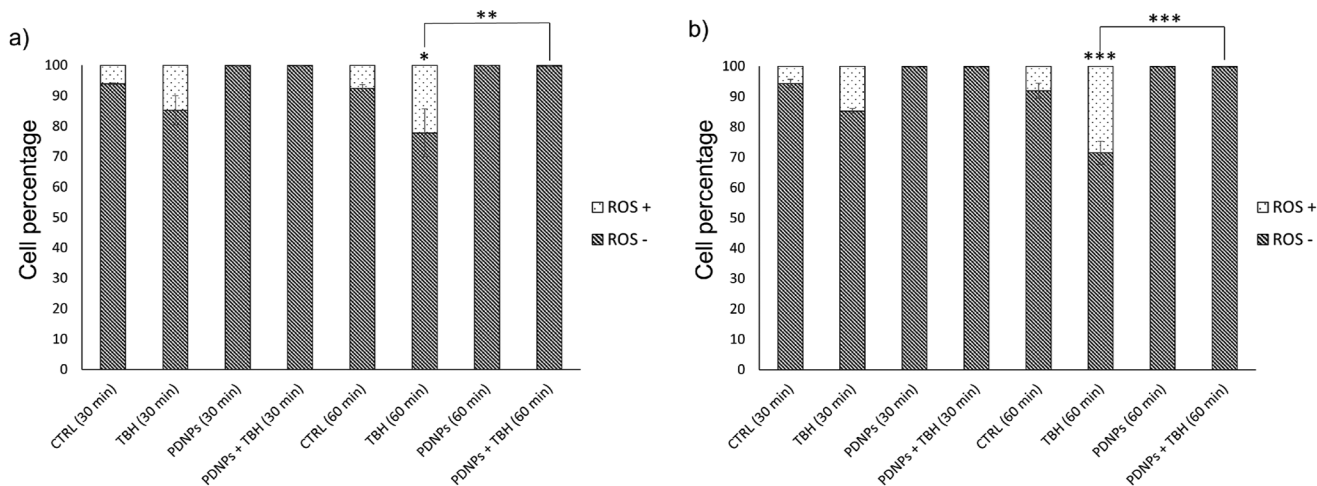 a)
**
*
Cell percentage
100
90
80
70
60
50
40
30
20
10
0
CTRL (30 min)
TBH (30 min)
PDNPs (30 min)
PDNPs + TBH (30 min)
CTRL (60 min)
TBH (60 min)
PDNPs (60 min)
PDNPs + TBH (60 min)
ROS +
ROS -
b)
***
***
Cell percentage
100
90
80
70
60
50
40
30
20
10
0
CTRL (30 min)
TBH (30 min)
PDNPs (30 min)
PDNPs + TBH (30 min)
CTRL (60 min)
TBH (60 min)
PDNPs (60 min)
PDNPs + TBH (60 min)
ROS +
ROS -